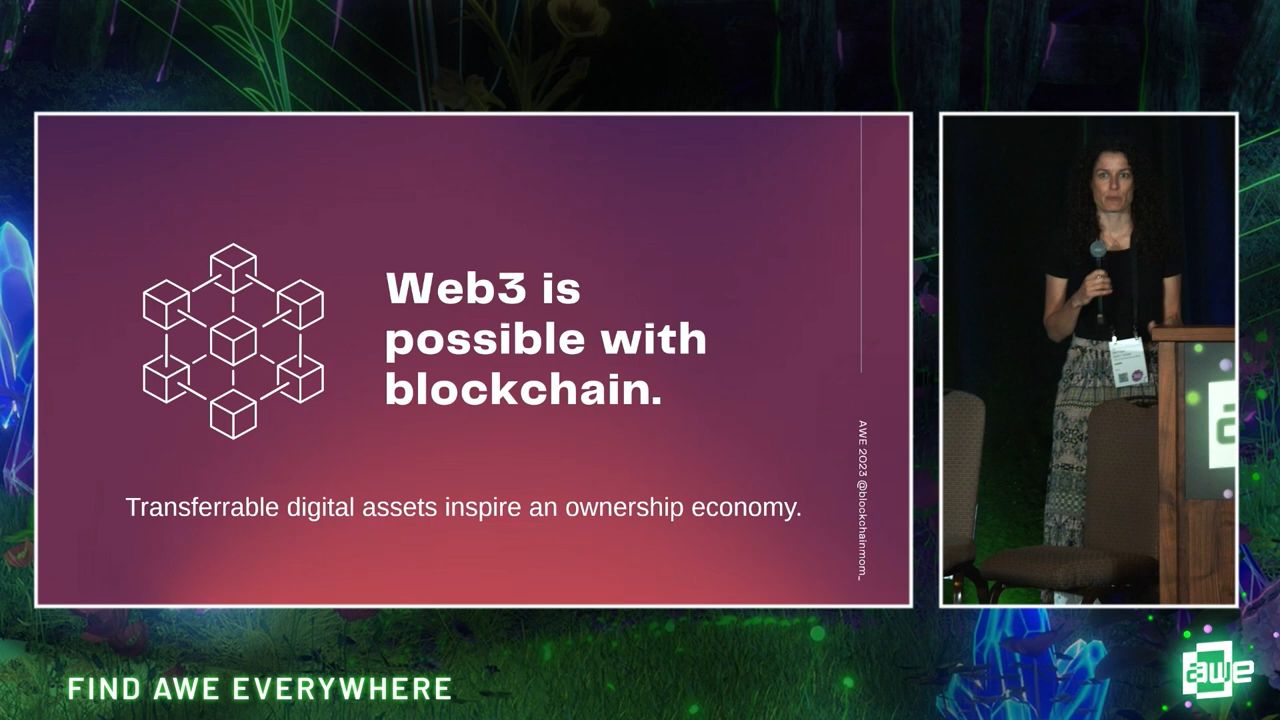 Web3 is
possible with
blockchain.
Transferrable digital assets inspire an ownership economy.
AWE 2023 @blockchainmom_
FIND AWE EVERYWHERE
awe